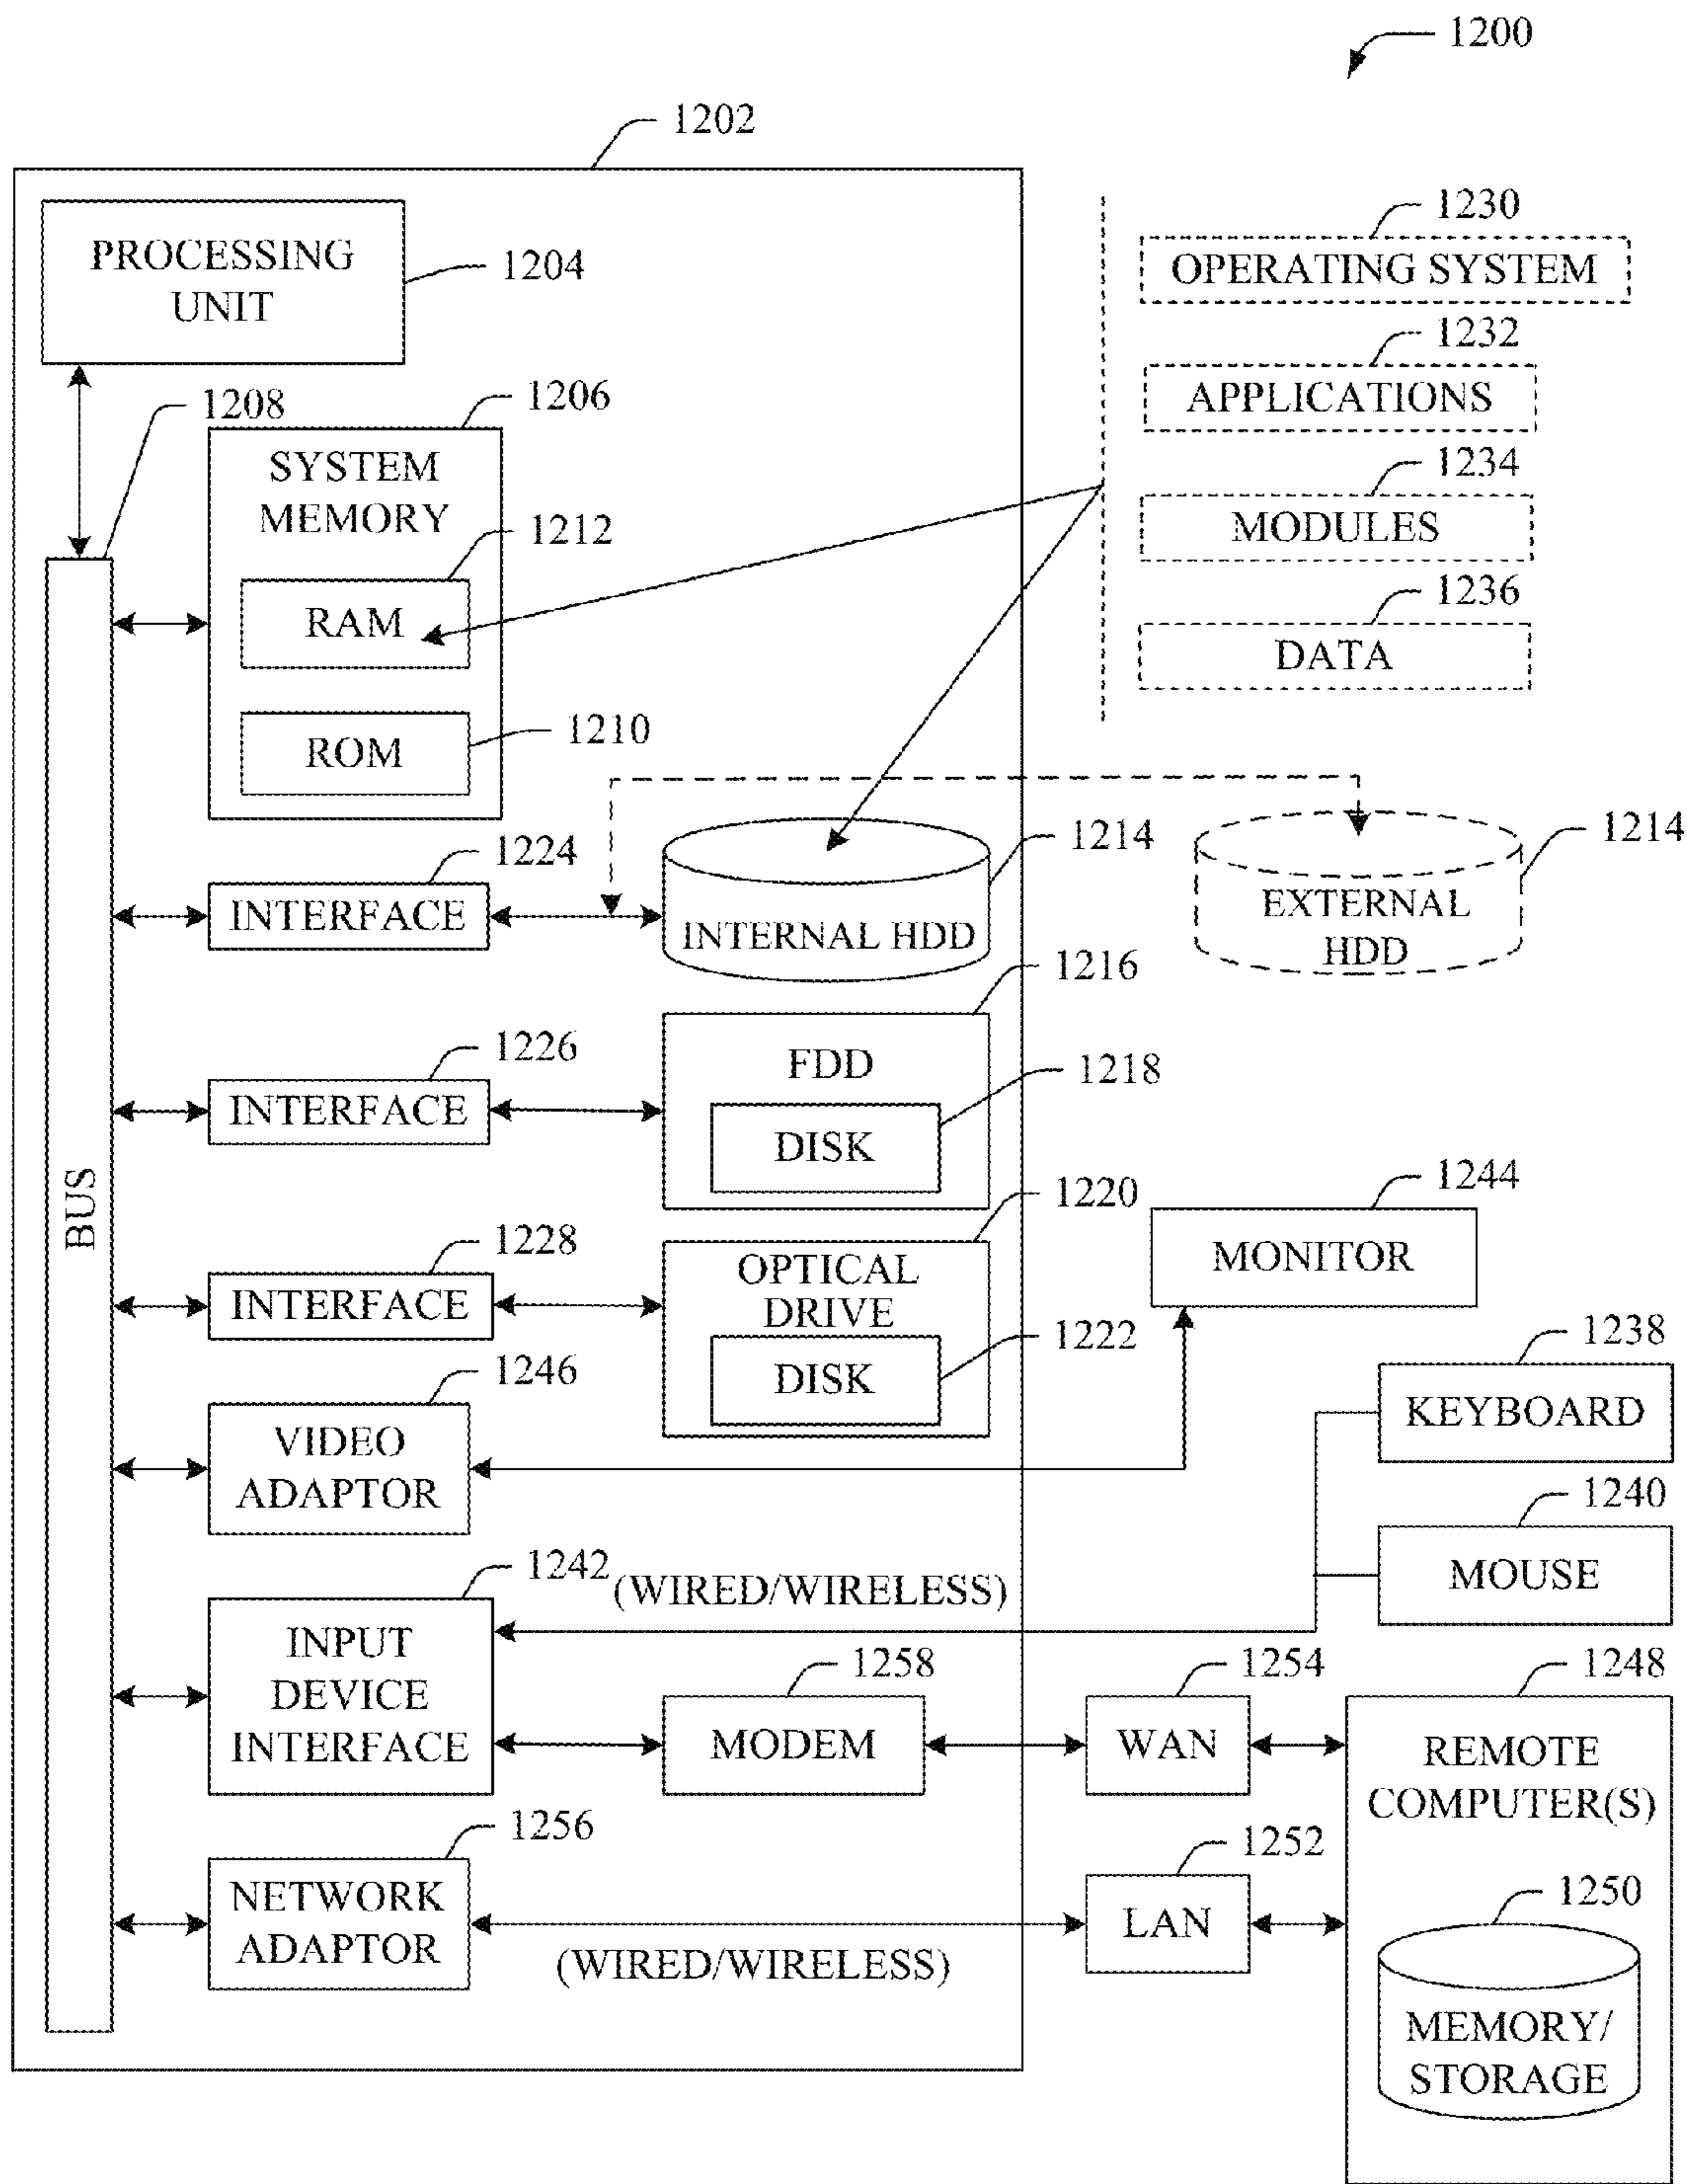 1200
1202
PROCESSING
UNIT
1204
1230
OPERATING SYSTEM
1232
APPLICATIONS
1234
MODULES
1236
DATA
1208
1206
SYSTEM
MEMORY
1212
RAM
1210
ROM
BUS
1224
INTERFACE
1214
INTERNAL HDD
1214
EXTERNAL
HDD
1226
INTERFACE
1216
FDD
1218
DISK
1228
INTERFACE
1220
OPTICAL
DRIVE
1222
DISK
1244
MONITOR
1246
VIDEO
ADAPTOR
1238
KEYBOARD
1240
MOUSE
1242
(WIRED/WIRELESS)
INPUT
DEVICE
INTERFACE
1258
MODEM
1254
WAN
1248
REMOTE
COMPUTER(S)
1256
NETWORK
ADAPTOR
(WIRED/WIRELESS)
1252
LAN
1250
MEMORY/
STORAGE